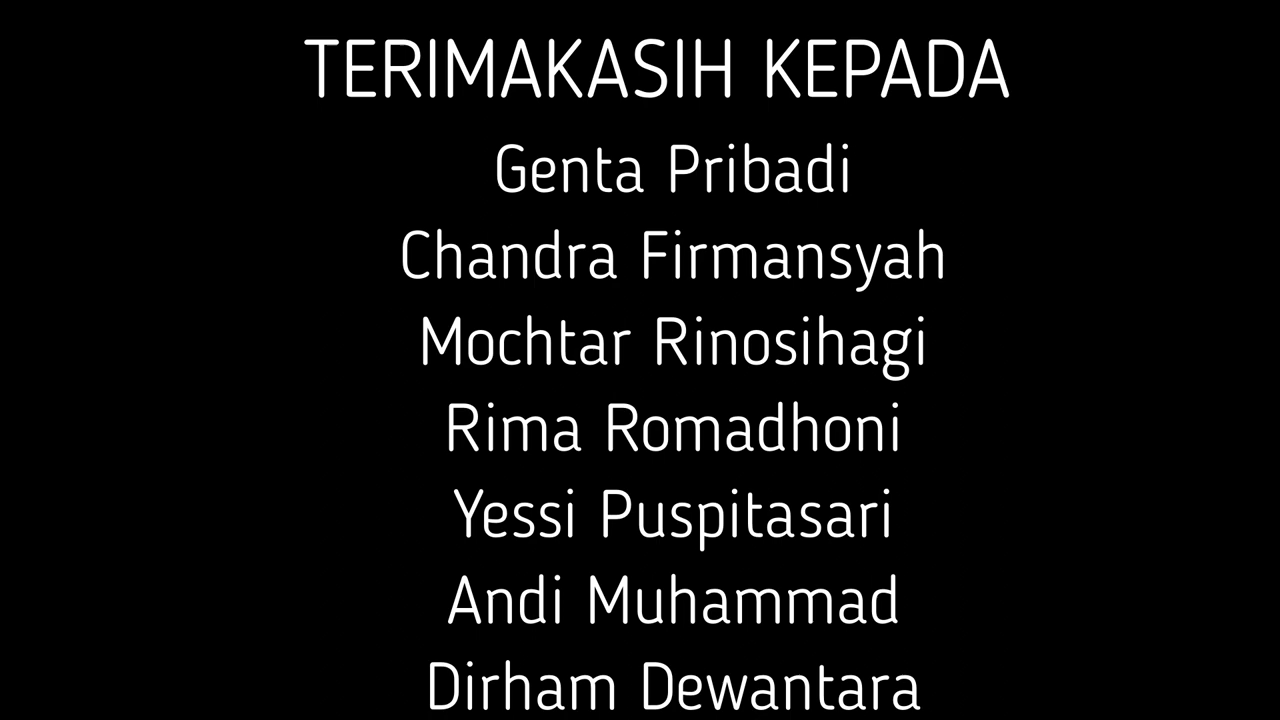 TERIMAKASIH KEPADA
Genta Pribadi
Chandra Firmansyah
Mochtar Rinosihagi
Rima Romadhoni
Yessi Puspitasari
Andi Muhammad
Dirham Dewantara